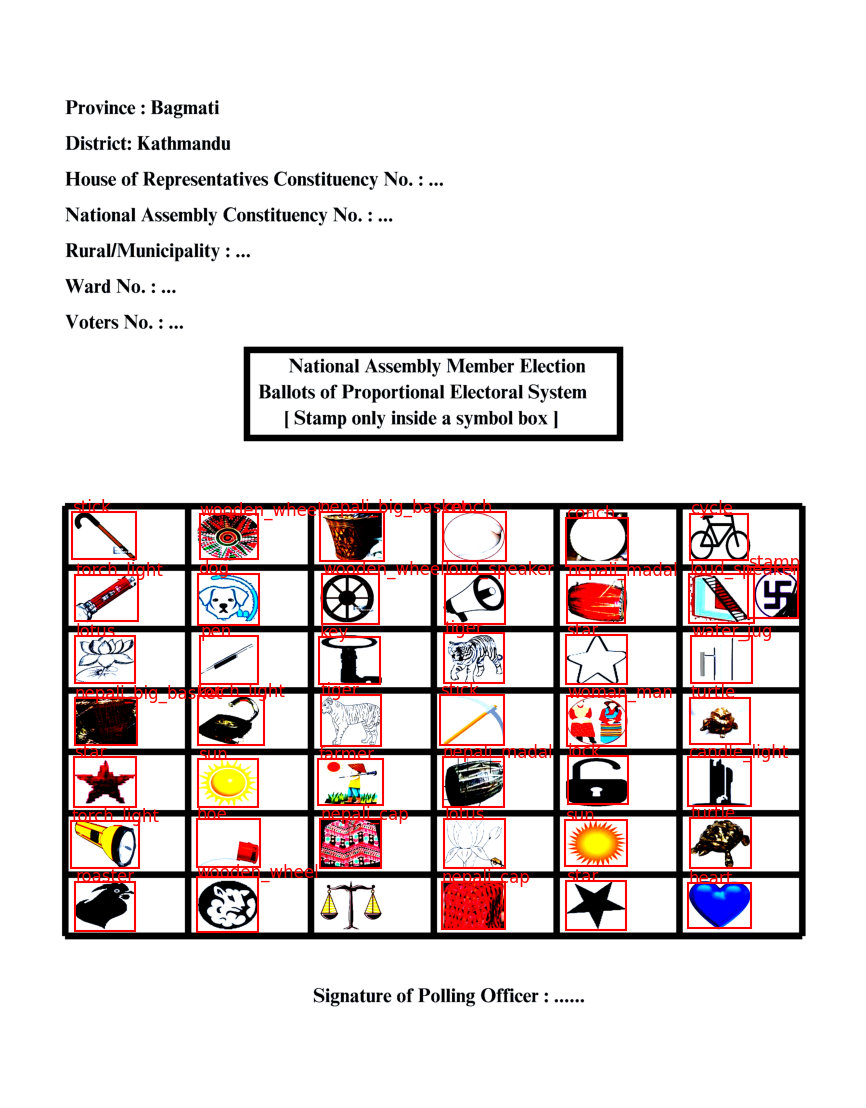 Province : Bagmati
District: Kathmandu
House of Representatives Constituency No. : ...
National Assembly Constituency No. : ...
Rural/Municipality : ...
Ward No. : ...
Voters No. : ...
National Assembly Member Election
Ballots of Proportional Electoral System
[ Stamp only inside a symbol box ]
stick wooden_wheel nepali_big_basket conch conch cycle
torch_light dog wooden_wheel loud_speaker nepali_madal loud_speaker stamp
lotus pen key tiger star water_jug
nepali_big_basket torch_light tiger stick woman_man turtle
star sun farmer nepali_madal lock candle_light
torch_light hoe nepali_cap lotus sun turtle
roaster wooden_wheel nepali_cap star heart
Signature of Polling Officer : ......